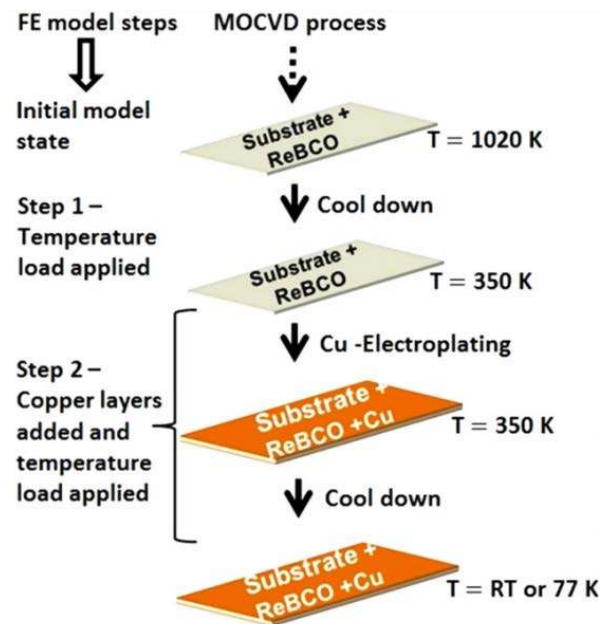 FE model steps
MOCVD process
Initial model
state
Substrate +
ReBCO
T = 1020 K
Cool down
Step 1 –
Temperature
load applied
Substrate +
ReBCO
T = 350 K
Cu -Electroplating
Step 2 –
Copper layers
added and
temperature
load applied
Substrate +
ReBCO +Cu
T = 350 K
Cool down
Substrate +
ReBCO +Cu
T = RT or 77 K